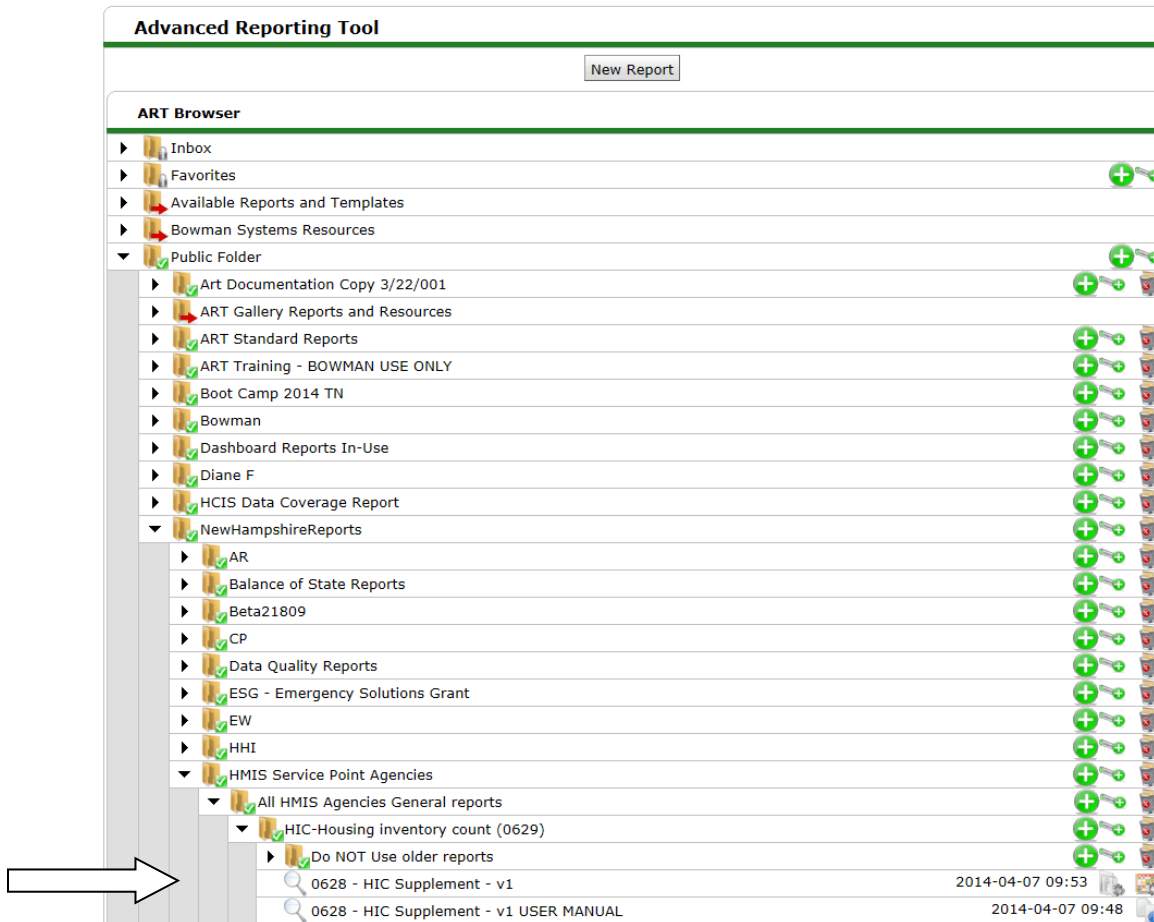 Advanced Reporting Tool
New Report
ART Browser
Inbox
Favorites
Available Reports and Templates
Bowman Systems Resources
Public Folder
Art Documentation Copy 3/22/001
ART Gallery Reports and Resources
ART Standard Reports
ART Training - BOWMAN USE ONLY
Boot Camp 2014 TN
Bowman
Dashboard Reports In-Use
Diane F
HCIS Data Coverage Report
NewHampshireReports
AR
Balance of State Reports
Beta21809
CP
Data Quality Reports
ESG - Emergency Solutions Grant
EW
HHI
HMIS Service Point Agencies
All HMIS Agencies General reports
HIC-Housing inventory count (0629)
Do NOT Use older reports
0628 - HIC Supplement - v1 2014-04-07 09:53
0628 - HIC Supplement - v1 USER MANUAL 2014-04-07 09:48